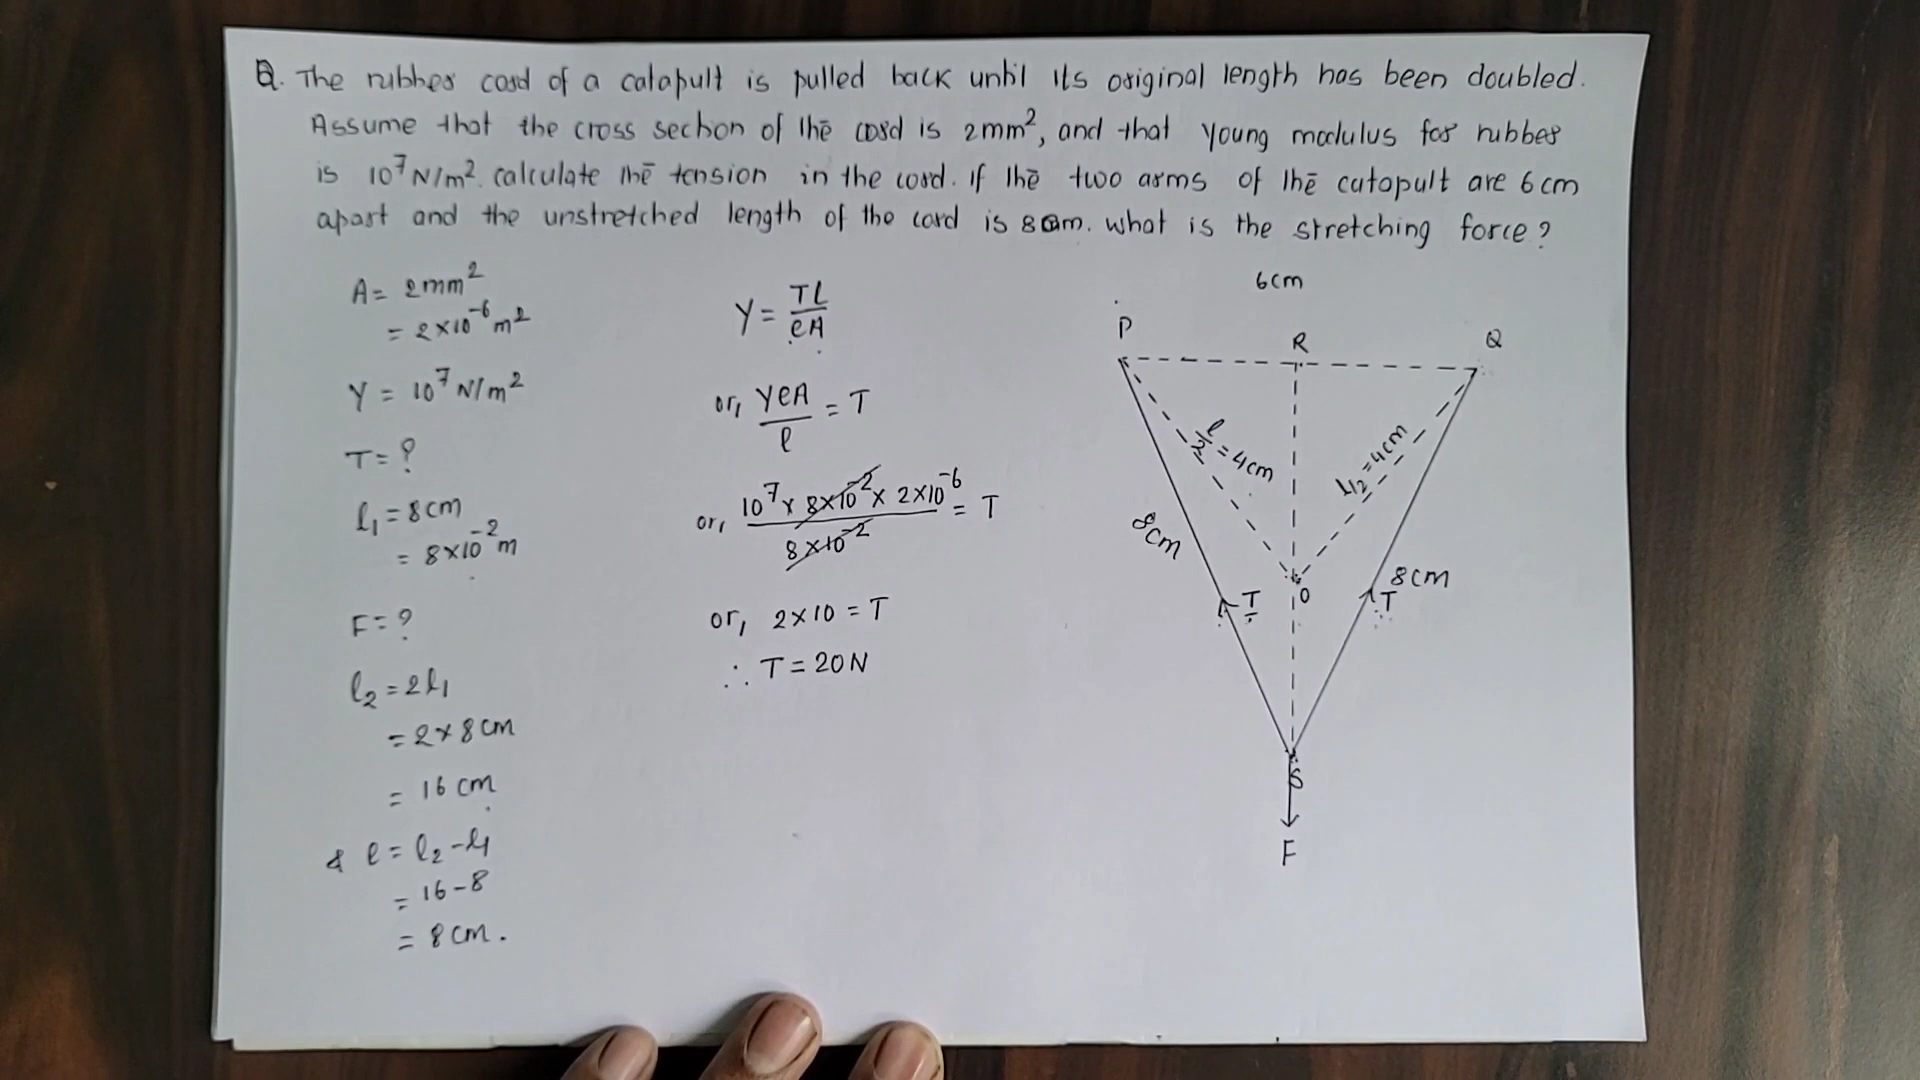 Q. The rubber cord of a catapult is pulled back until its original length has been doubled.
Assume that the cross section of the cord is 2mm², and that young modulus for rubber
is 10⁷ N/m². calculate the tension in the cord. If the two arms of the catapult are 6cm
apart and the unstretched length of the cord is 8cm. what is the stretching force?
A = 2mm²
= 2×10⁻⁶ m²
Y = 10⁷ N/m²
T = ?
l₁ = 8cm
= 8×10⁻² m
F = ?
l₂ = 2l₁
= 2×8cm
= 16 cm
& e = l₂ - l₁
= 16-8
= 8cm.
Y = Tl/eA
or, YeA/l = T
or, 10⁷ × 8×10⁻² × 2×10⁻⁶ / 8×10⁻² = T
or, 2×10 = T
∴ T = 20N
6cm
P R Q
l/2 = 4cm
l/2 = 4cm
8cm
8cm
T
O
T
S
F